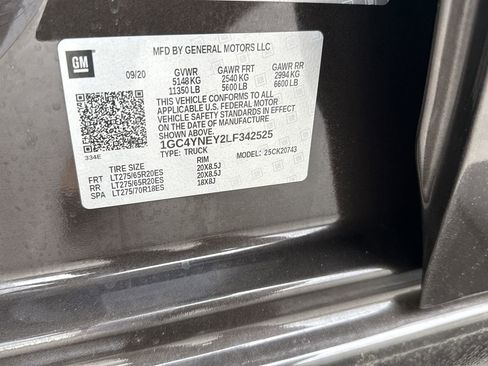 GM
MFD BY GENERAL MOTORS LLC
09/20 GVWR GAWR FRT GAWR RR
5148 KG 2540 KG 2994 KG
11350 LB 5600 LB 6600 LB
THIS VEHICLE CONFORMS TO ALL
APPLICABLE U.S. FEDERAL MOTOR
VEHICLE SAFETY STANDARDS IN EFFECT ON
THE DATE OF MANUFACTURE
1GC4YNEY2LF342525
334E TYPE: TRUCK MODEL: 25CK20743
TIRE SIZE RIM
FRT LT275/65R20ES 20X8.5J
RR LT275/65R20ES 20X8.5J
SPA LT275/70R18ES 18X8J